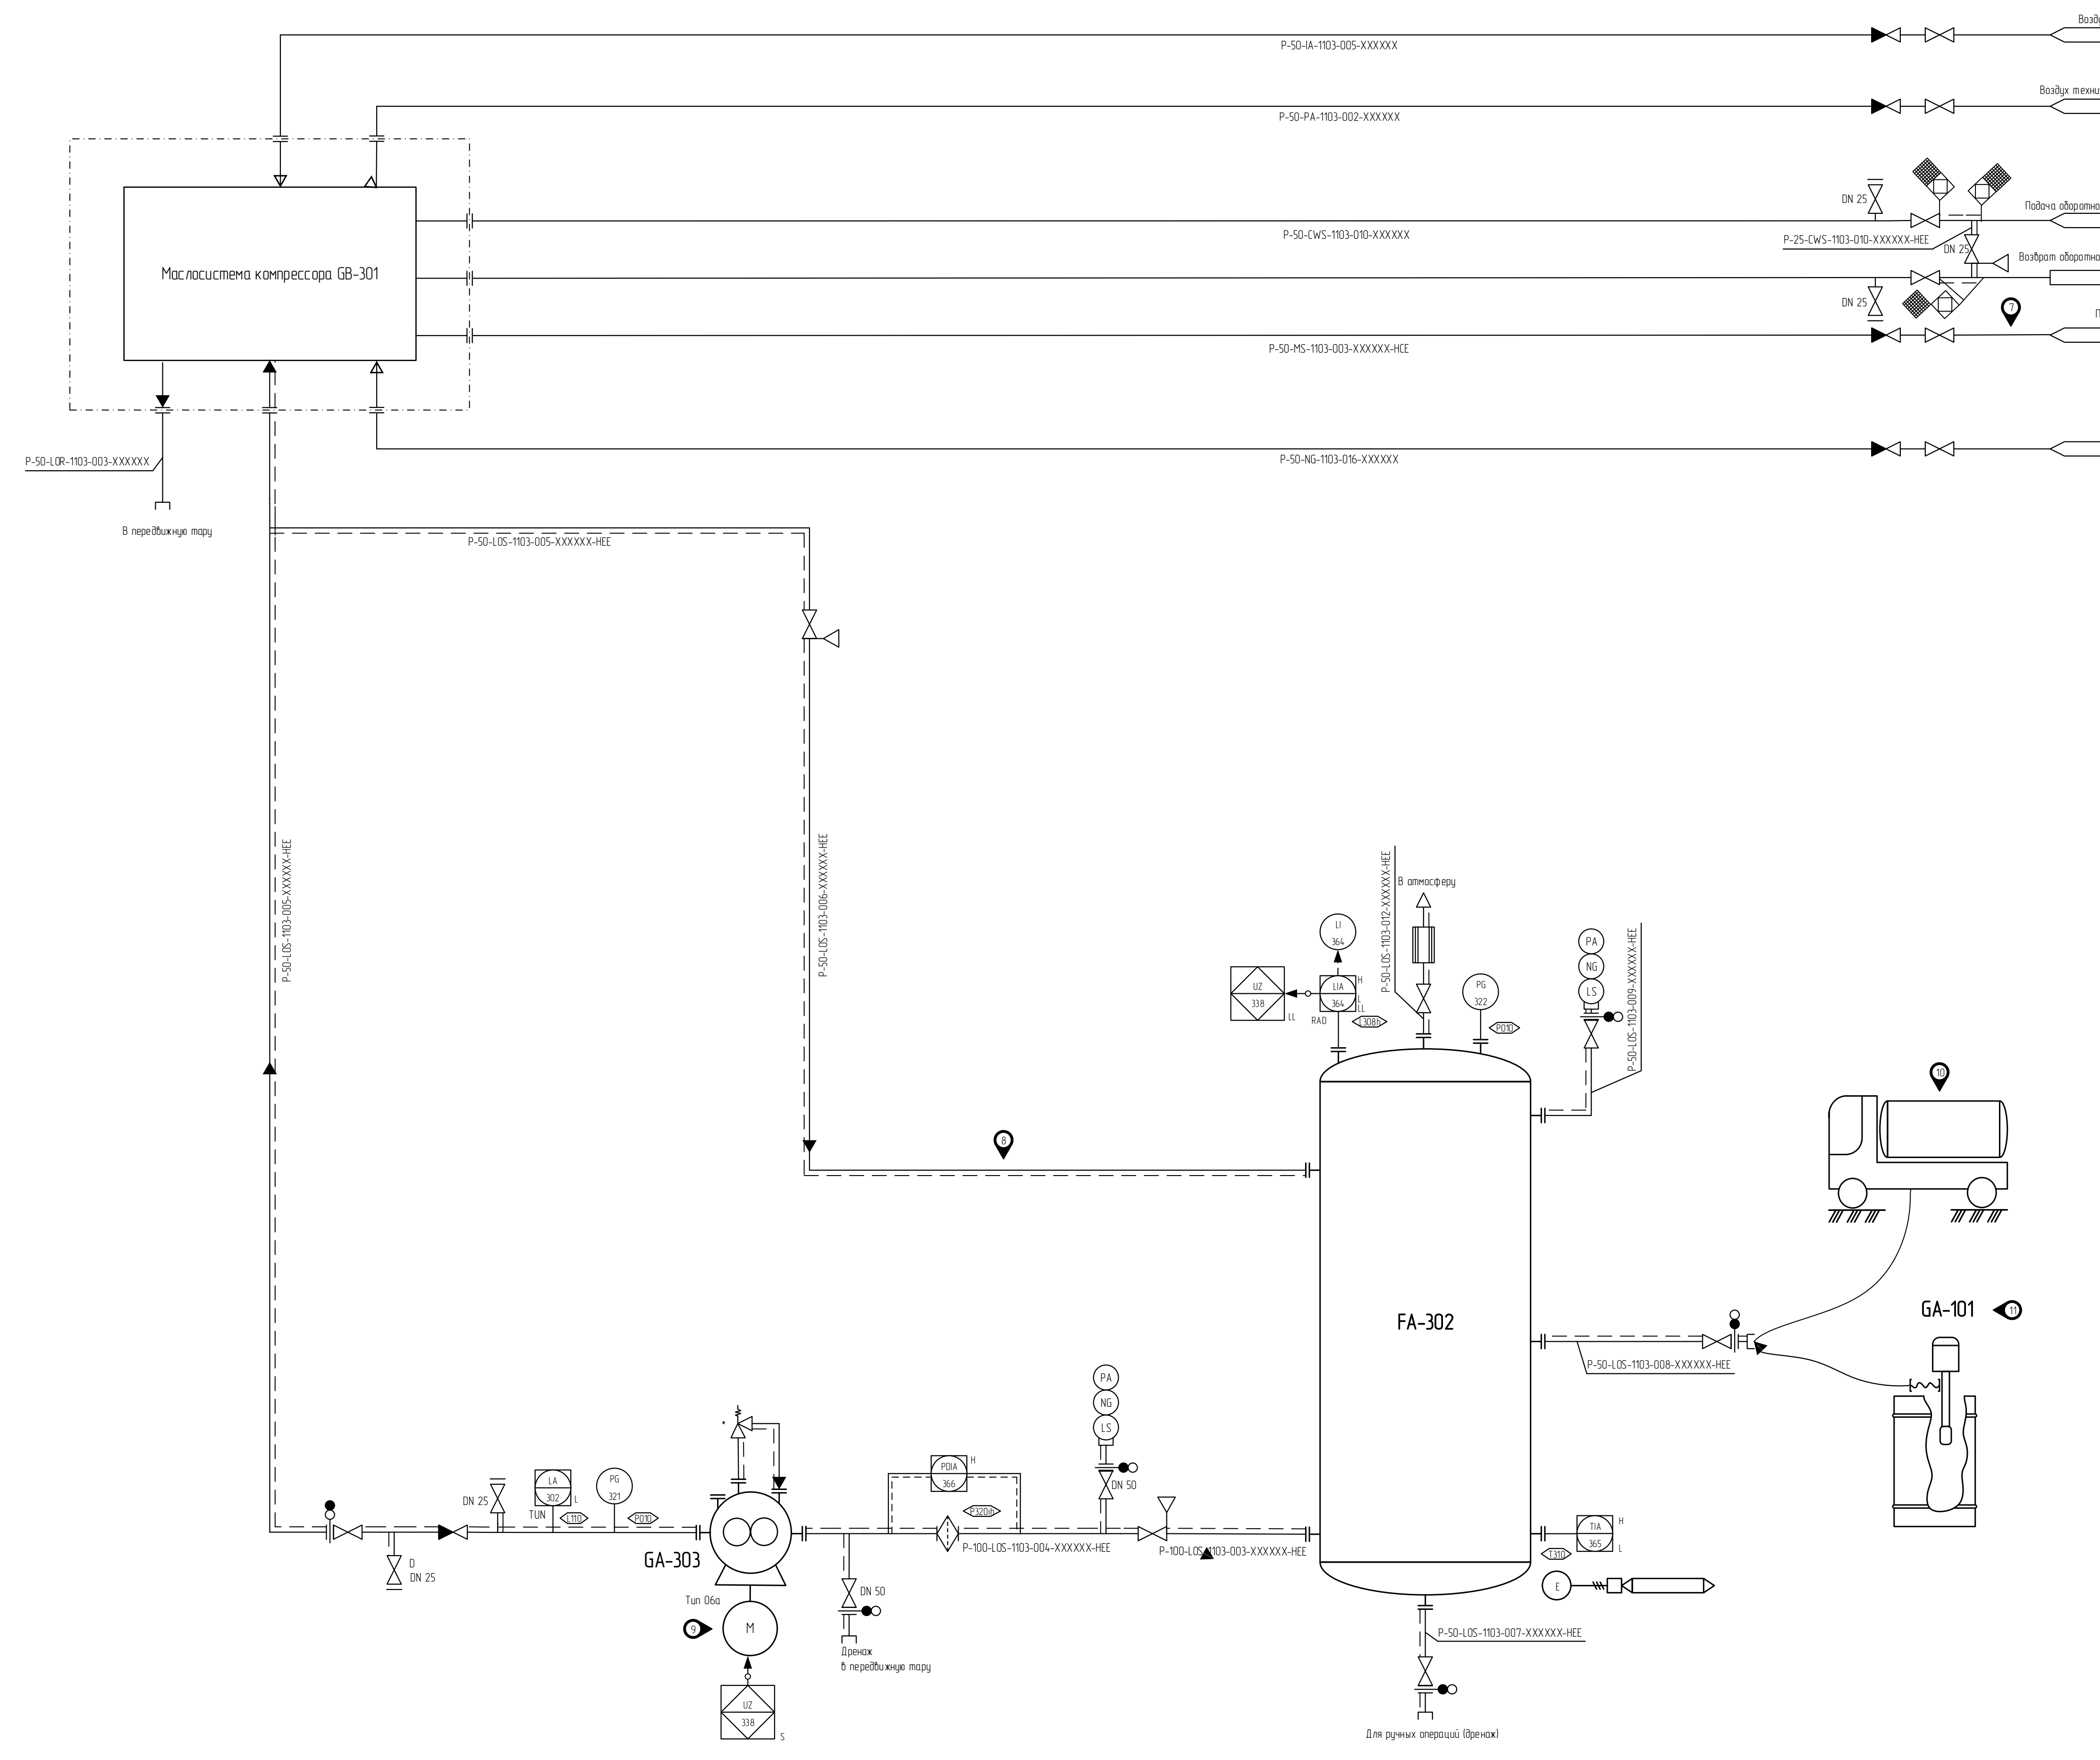 Возд
P-50-IA-1103-005-XXXXXX
Воздух техни
P-50-PA-1103-002-XXXXXX
DN 25
Подача оборотно
P-50-CWS-1103-010-XXXXXX
P-25-CWS-1103-010-XXXXXX-HEE
DN 25
Возврат оборотно
Маслосистема компрессора GB-301
DN 25
7
П
P-50-MS-1103-003-XXXXXX-HCE
P-50-LOR-1103-003-XXXXXX
P-50-NG-1103-016-XXXXXX
В передвижную тару
P-50-LOS-1103-005-XXXXXX-HEE
P-50-LOS-1103-005-XXXXXX-HEE
P-50-LOS-1103-006-XXXXXX-HEE
P-50-LOS-1103-012-XXXXXX-HEE
В атмосферу
LI
364
PA
NG
LS
P-50-LOS-1103-009-XXXXXX-HEE
UZ
338
LL
LIA
364
H
L
LL
RAD
L308h
PG
322
P010
10
8
FA-302
GA-101
11
P-50-LOS-1103-008-XXXXXX-HEE
PA
NG
LS
DN 50
*
PDIA
366
H
P320ih
DN 25
LA
302
L
TUN
L110
PG
321
P010
P-100-LOS-1103-004-XXXXXX-HEE
P-100-LOS-1103-003-XXXXXX-HEE
TIA
365
H
L
T310
E
GA-303
D
DN 25
DN 50
Тип 06а
9
M
Дренаж
в передвижную тару
P-50-LOS-1103-007-XXXXXX-HEE
UZ
338
S
Для ручных операций (дренаж)